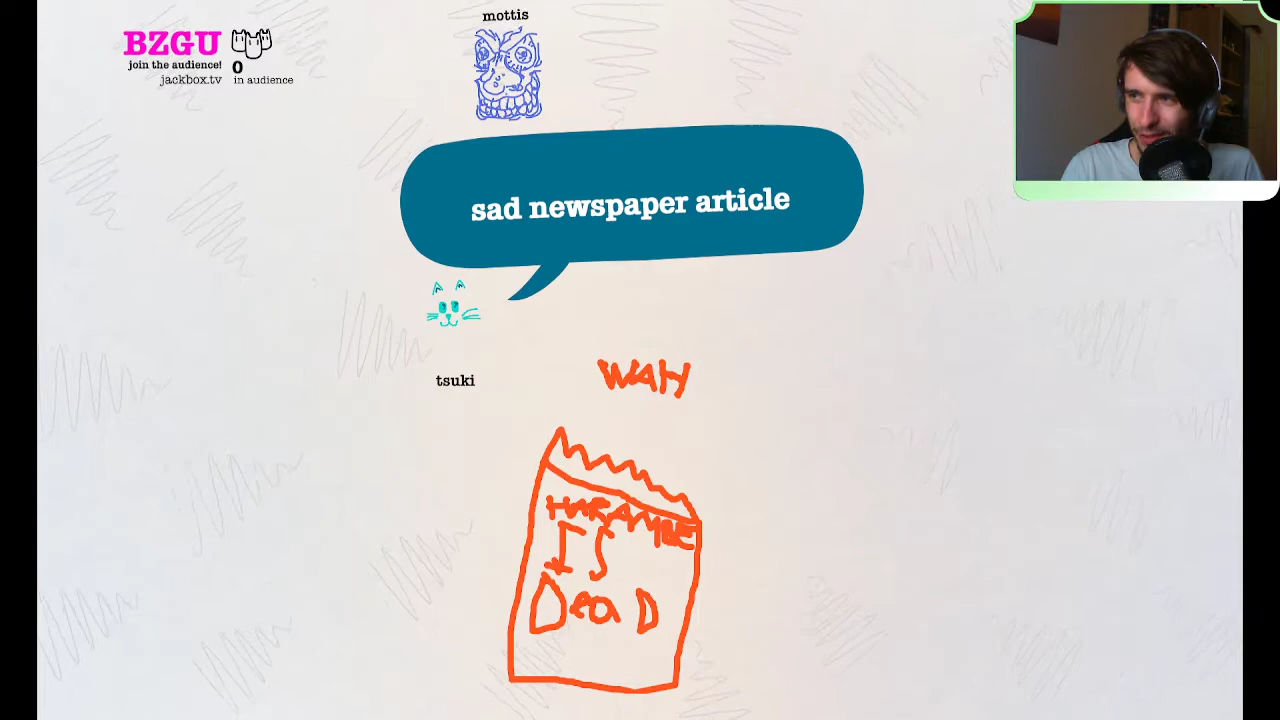 mottis
BZGU
join the audience!
jackbox.tv
0
in audience
sad newspaper article
tsuki
WAH
HARAMBE
IS
DeaD